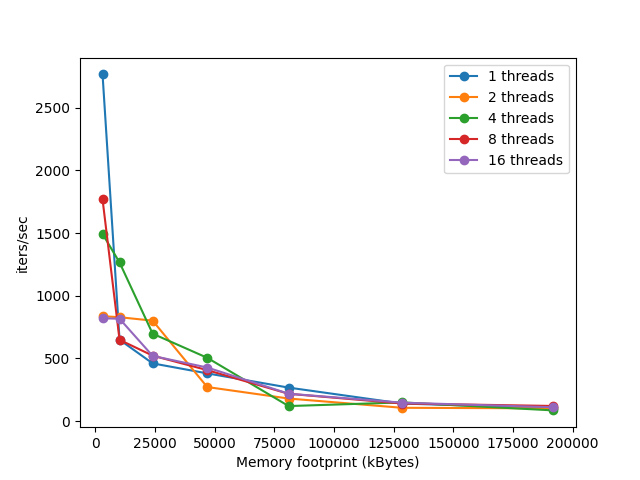 1 threads
2 threads
4 threads
8 threads
16 threads
2500
2000
1500
1000
500
0
iters/sec
0 25000 50000 75000 100000 125000 150000 175000 200000
Memory footprint (kBytes)